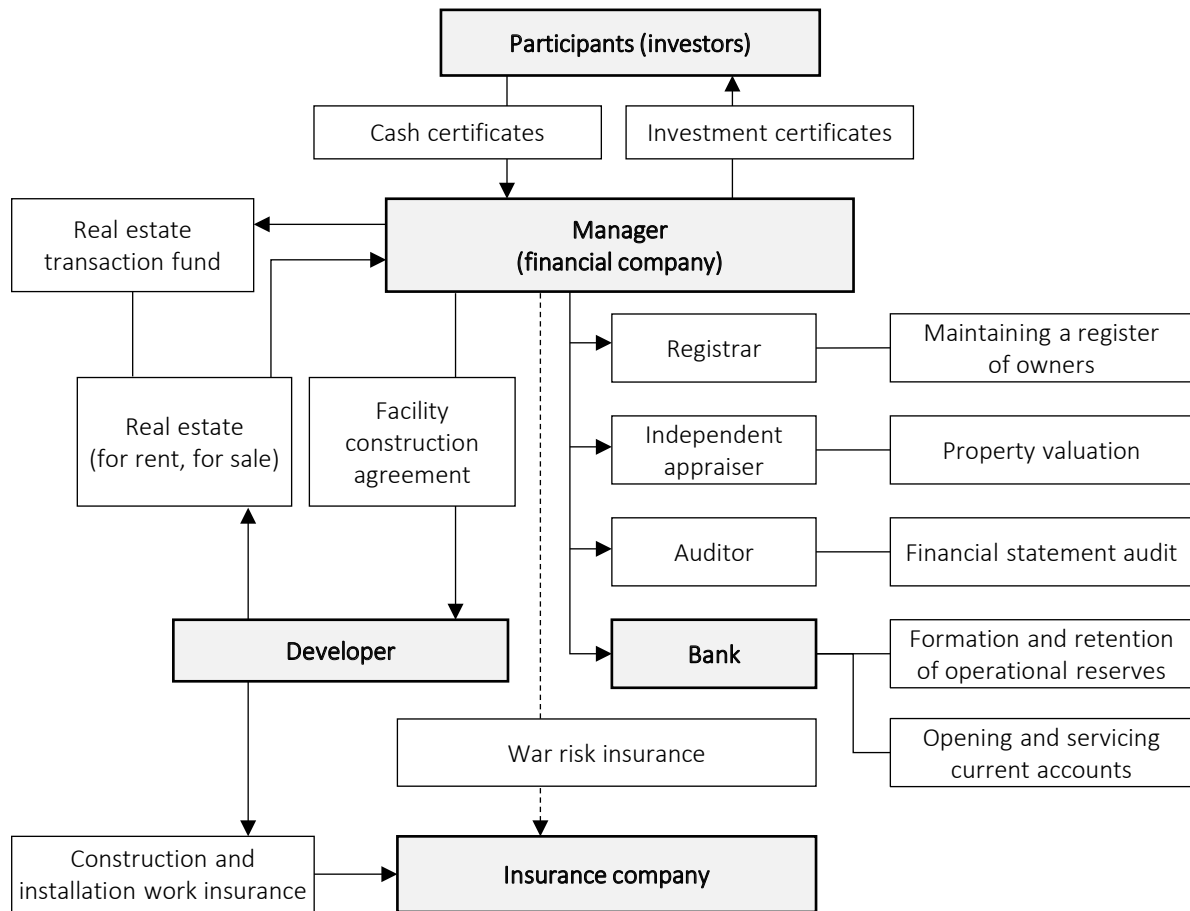 Participants (investors)
Cash certificates
Investment certificates
Real estate
transaction fund
Manager
(financial company)
Registrar
Maintaining a register
of owners
Real estate
(for rent, for sale)
Facility
construction
agreement
Independent
appraiser
Property valuation
Auditor
Financial statement audit
Developer
Bank
Formation and retention
of operational reserves
War risk insurance
Opening and servicing
current accounts
Construction and
installation work insurance
Insurance company